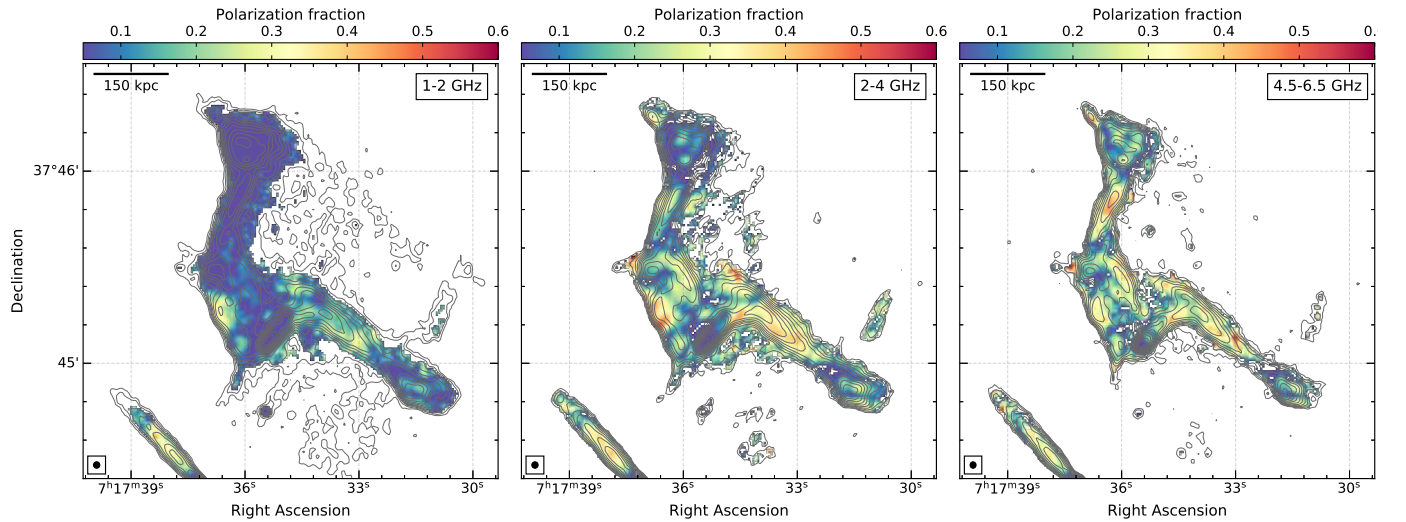 Polarization fraction Polarization fraction Polarization fraction
0.1 0.2 0.3 0.4 0.5 0.6 0.1 0.2 0.3 0.4 0.5 0.6 0.1 0.2 0.3 0.4 0.5 0.
150 kpc 1-2 GHz 150 kpc 2-4 GHz 150 kpc 4.5-6.5 GHz
37°46'
Declination
45'
7ʰ17ᵐ39ˢ 36ˢ 33ˢ 30ˢ 7ʰ17ᵐ39ˢ 36ˢ 33ˢ 30ˢ 7ʰ17ᵐ39ˢ 36ˢ 33ˢ 30ˢ
Right Ascension Right Ascension Right Ascension